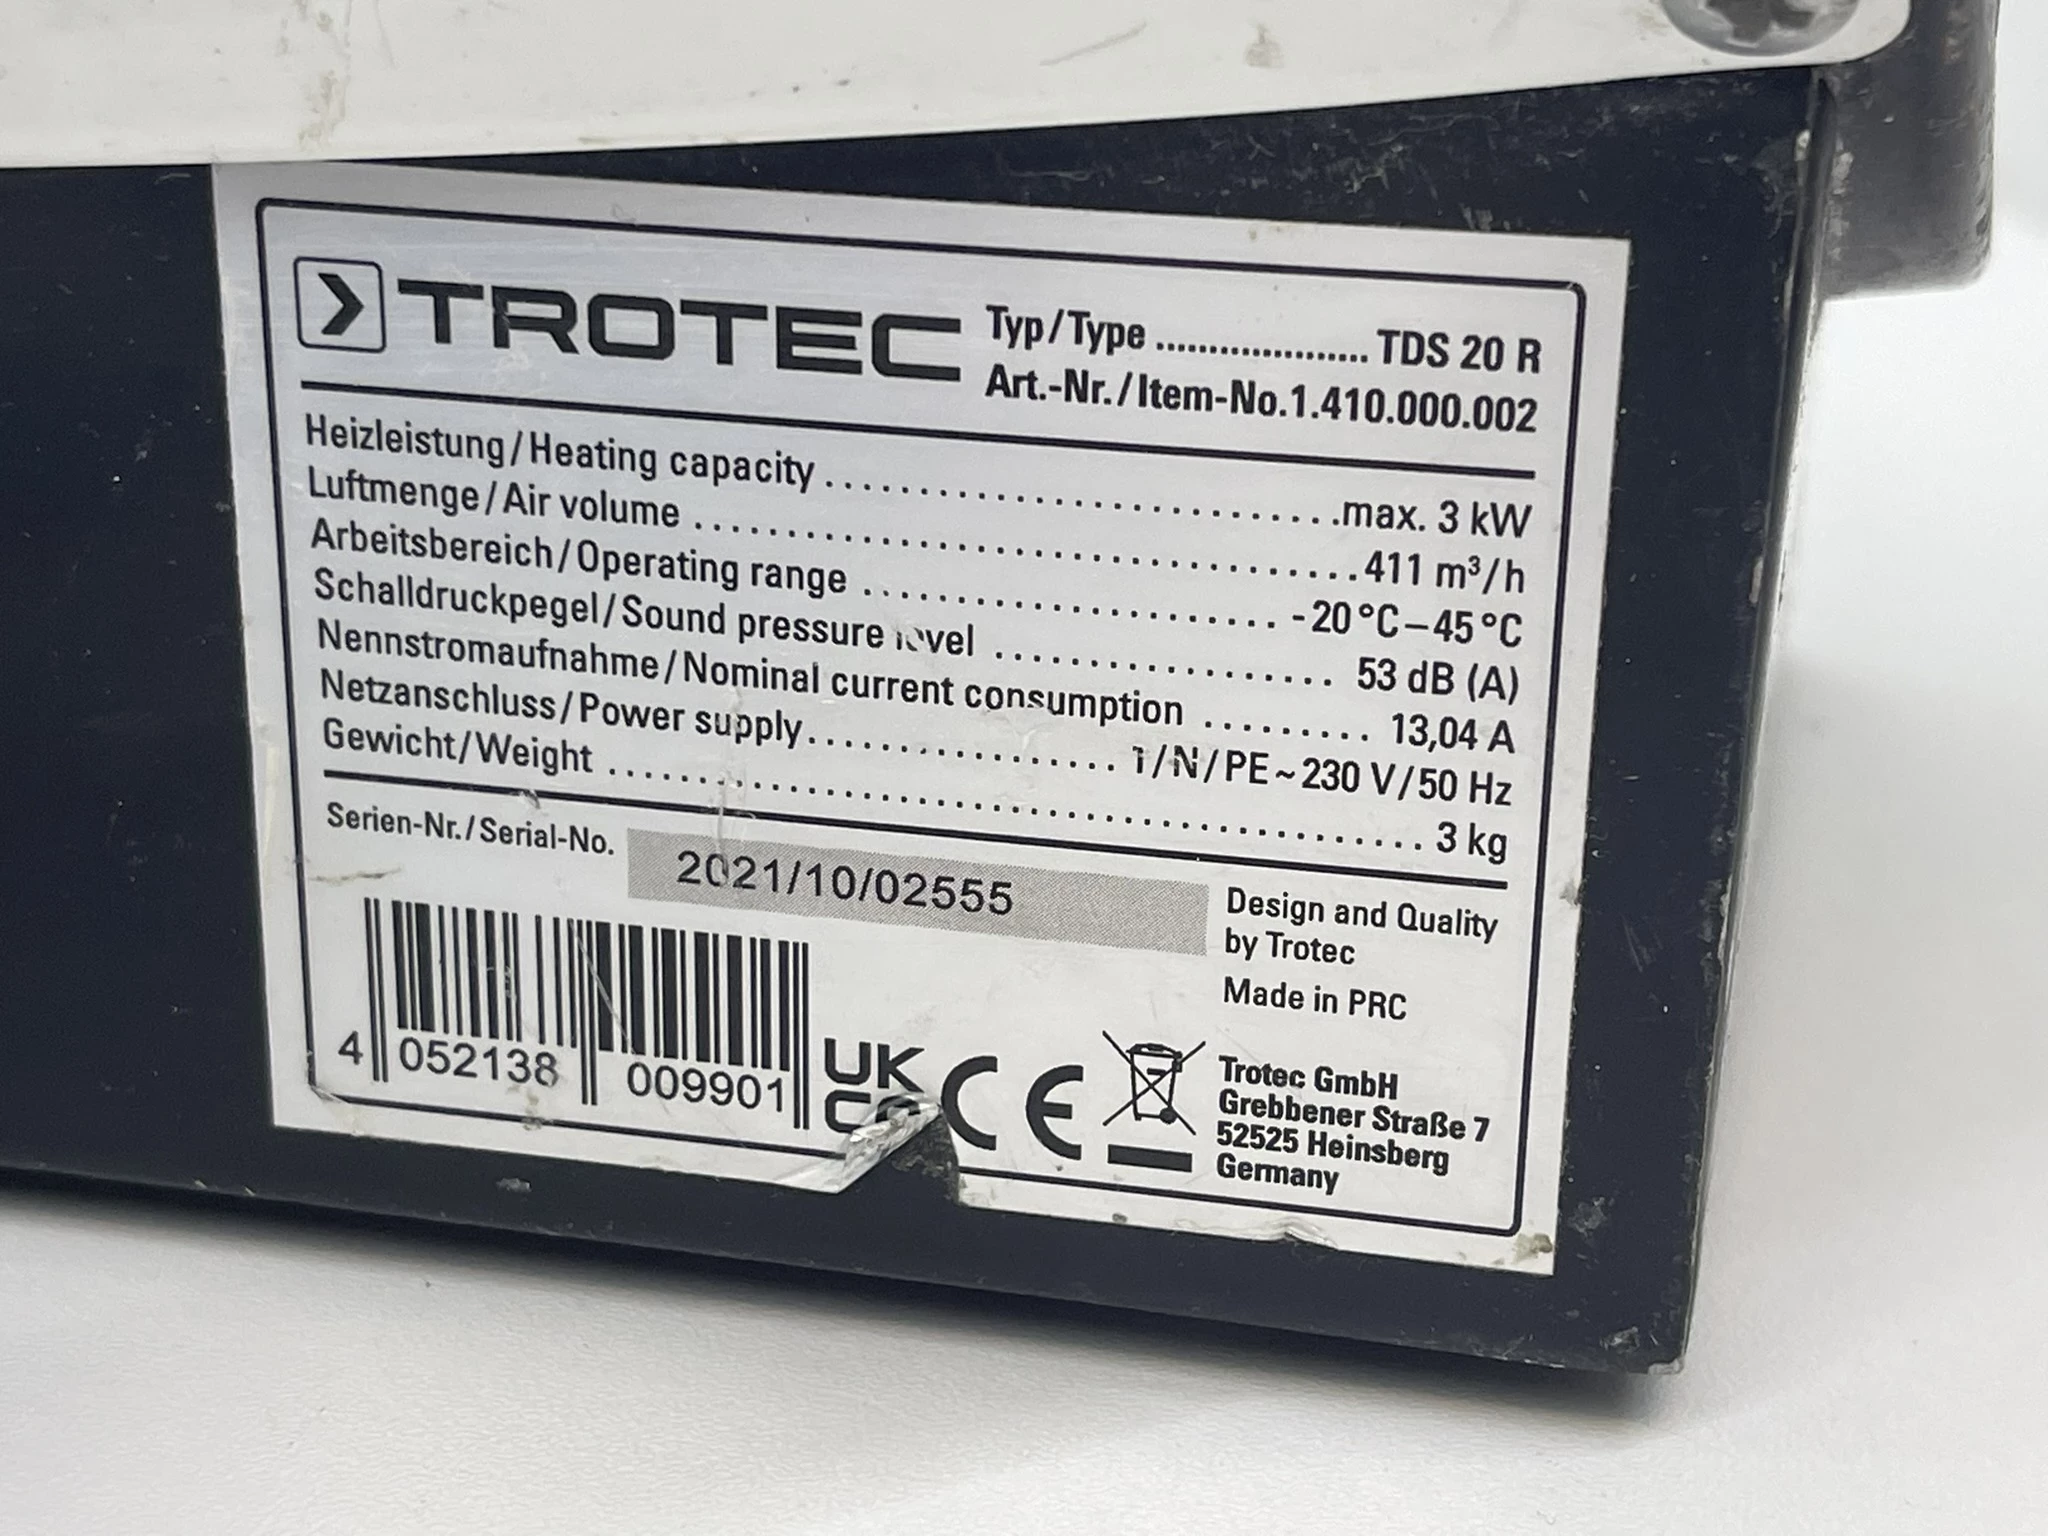 TROTEC
Typ/Type .................... TDS 20 R
Art.-Nr./Item-No.1.410.000.002
Heizleistung/Heating capacity ..............................max. 3 kW
Luftmenge/Air volume ......................................411 m³/h
Arbeitsbereich/Operating range ........................ -20°C–45°C
Schalldruckpegel/Sound pressure level .................. 53 dB (A)
Nennstromaufnahme/Nominal current consumption ......... 13,04 A
Netzanschluss/Power supply................. 1/N/PE~230 V/50 Hz
Gewicht/Weight ................................................ 3 kg
Serien-Nr./Serial-No. 2021/10/02555
Design and Quality
by Trotec
Made in PRC
4 052138 009901
UK
CA
CE
Trotec GmbH
Grebbener Straße 7
52525 Heinsberg
Germany